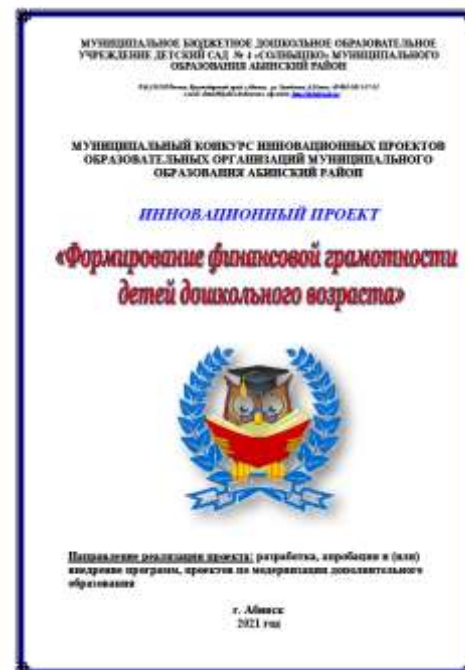 МУНИЦИПАЛЬНОЕ БЮДЖЕТНОЕ ДОШКОЛЬНОЕ ОБРАЗОВАТЕЛЬНОЕ
УЧРЕЖДЕНИЕ ДЕТСКИЙ САД № 4 «СОЛНЫШКО» МУНИЦИПАЛЬНОГО
ОБРАЗОВАНИЯ АБИНСКИЙ РАЙОН
МУНИЦИПАЛЬНЫЙ КОНКУРС ИННОВАЦИОННЫХ ПРОЕКТОВ
ОБРАЗОВАТЕЛЬНЫХ ОРГАНИЗАЦИЙ МУНИЦИПАЛЬНОГО
ОБРАЗОВАНИЯ АБИНСКИЙ РАЙОН
ИННОВАЦИОННЫЙ ПРОЕКТ
«Формирование финансовой грамотности
детей дошкольного возраста»
Направление реализации проекта: разработка, апробация и (или)
внедрение программ, проектов по модернизации дополнительного
образования
г. Абинск
2021 год